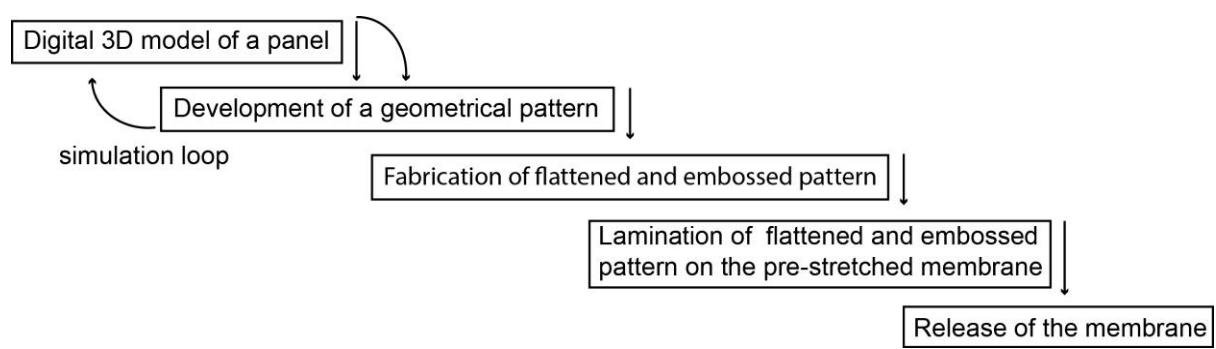 Digital 3D model of a panel
Development of a geometrical pattern
simulation loop
Fabrication of flattened and embossed pattern
Lamination of flattened and embossed
pattern on the pre-stretched membrane
Release of the membrane